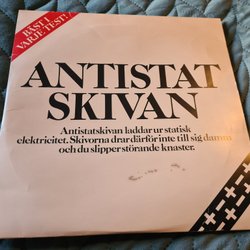 BÄST I
VARJE TEST!
ANTISTAT
SKIVAN
Antistatskivan laddar ur statisk
elektricitet. Skivorna drar därför inte till sig damm
och du slipper störande knaster.